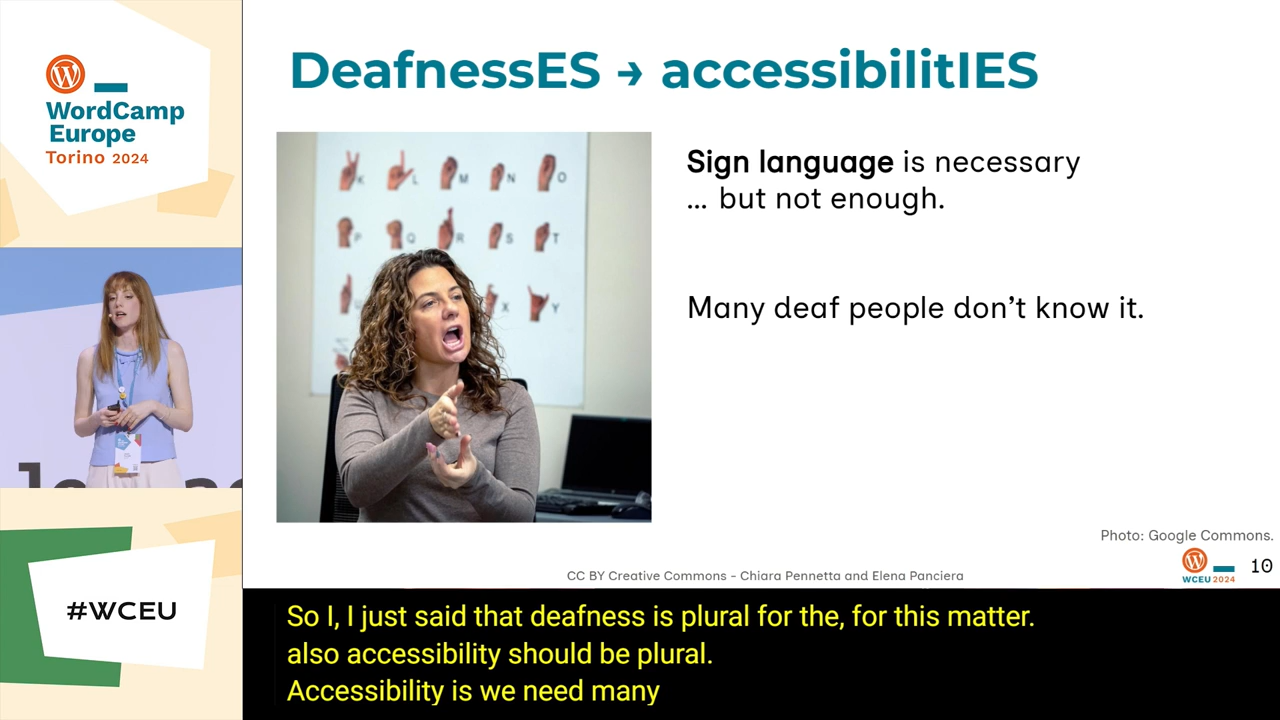 WordCamp
Europe
Torino 2024
#WCEU
DeafnessES → accessibilitIES
K L M N O
P Q R S T
U X Y
Sign language is necessary
... but not enough.
Many deaf people don’t know it.
Photo: Google Commons.
CC BY Creative Commons - Chiara Pennetta and Elena Panciera
WCEU 2024
10
So I, I just said that deafness is plural for the, for this matter.
also accessibility should be plural.
Accessibility is we need many